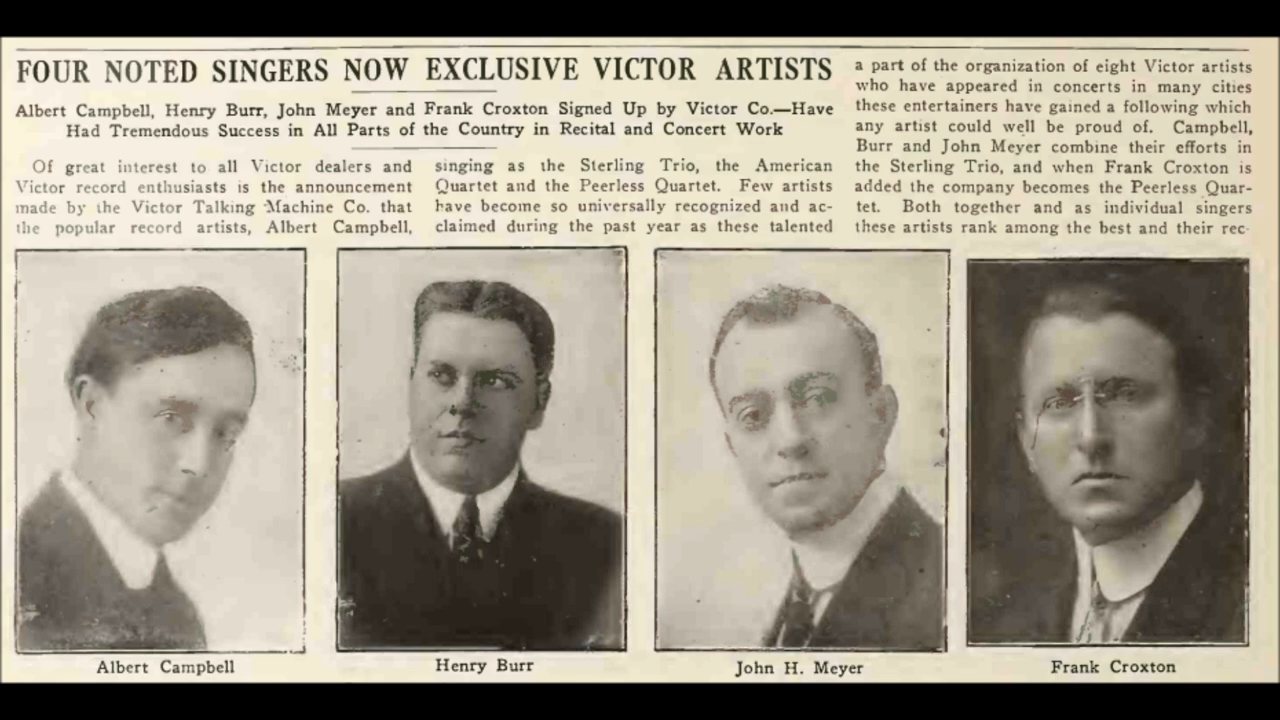 FOUR NOTED SINGERS NOW EXCLUSIVE VICTOR ARTISTS
Albert Campbell, Henry Burr, John Meyer and Frank Croxton Signed Up by Victor Co.—Have
Had Tremendous Success in All Parts of the Country in Recital and Concert Work
Of great interest to all Victor dealers and
Victor record enthusiasts is the announcement
made by the Victor Talking Machine Co. that
the popular record artists, Albert Campbell,
singing as the Sterling Trio, the American
Quartet and the Peerless Quartet. Few artists
have become so universally recognized and ac-
claimed during the past year as these talented
a part of the organization of eight Victor artists
who have appeared in concerts in many cities
these entertainers have gained a following which
any artist could well be proud of. Campbell,
Burr and John Meyer combine their efforts in
the Sterling Trio, and when Frank Croxton is
added the company becomes the Peerless Quar-
tet. Both together and as individual singers
these artists rank among the best and their rec-
Albert Campbell
Henry Burr
John H. Meyer
Frank Croxton